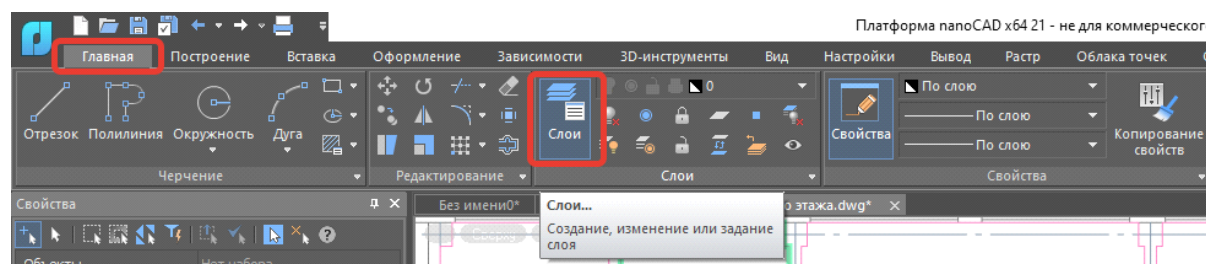 Платформа nanoCAD x64 21 - не для коммерческого
Главная Построение Вставка Оформление Зависимости 3D-инструменты Вид Настройки Вывод Растр Облака точек
0 По слою
Отрезок Полилиния Окружность Дуга Слои Свойства По слою
По слою Копирование свойств
Черчение Редактирование Слои Свойства
Свойства Без имени0* этажа.dwg*
Слои...
Создание, изменение или задание
слоя
Сверху
Объекты Нет набора